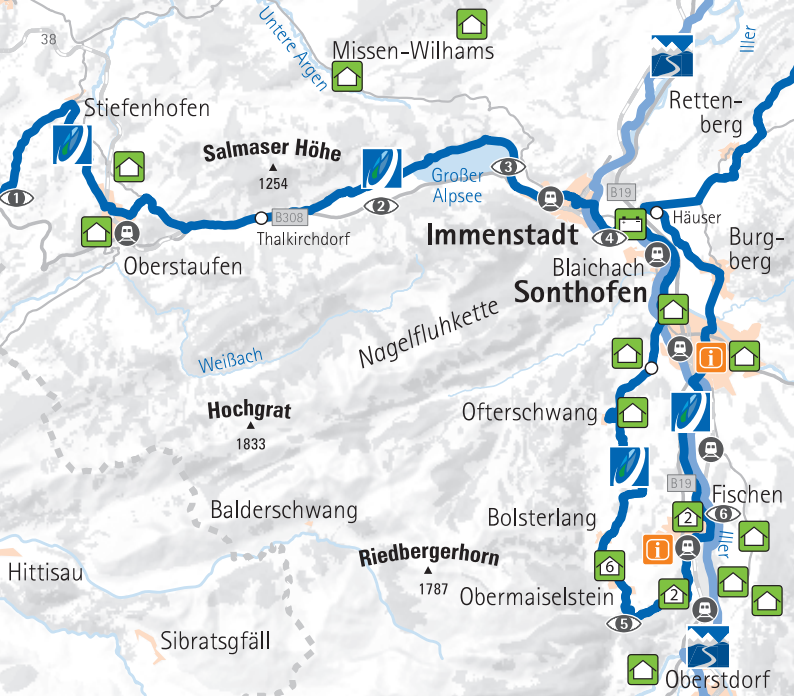 38
Untere Argen
Missen-Wilhams
Iller
Retten-
berg
Stiefenhofen
Salmaser Höhe
1254
Großer
Alpsee
1
2
3
B19
B308
Thalkirchdorf
Immenstadt
4
Häuser
Oberstaufen
Blaichach
Burg-
berg
Sonthofen
Nagelfluhkette
Weißach
i
Hochgrat
1833
Ofterschwang
B19
Balderschwang
Bolsterlang
Fischen
2
6
Iller
Riedbergerhorn
1787
i
Hittisau
6
Obermaiselstein
2
5
Sibratsgfäll
Oberstdorf